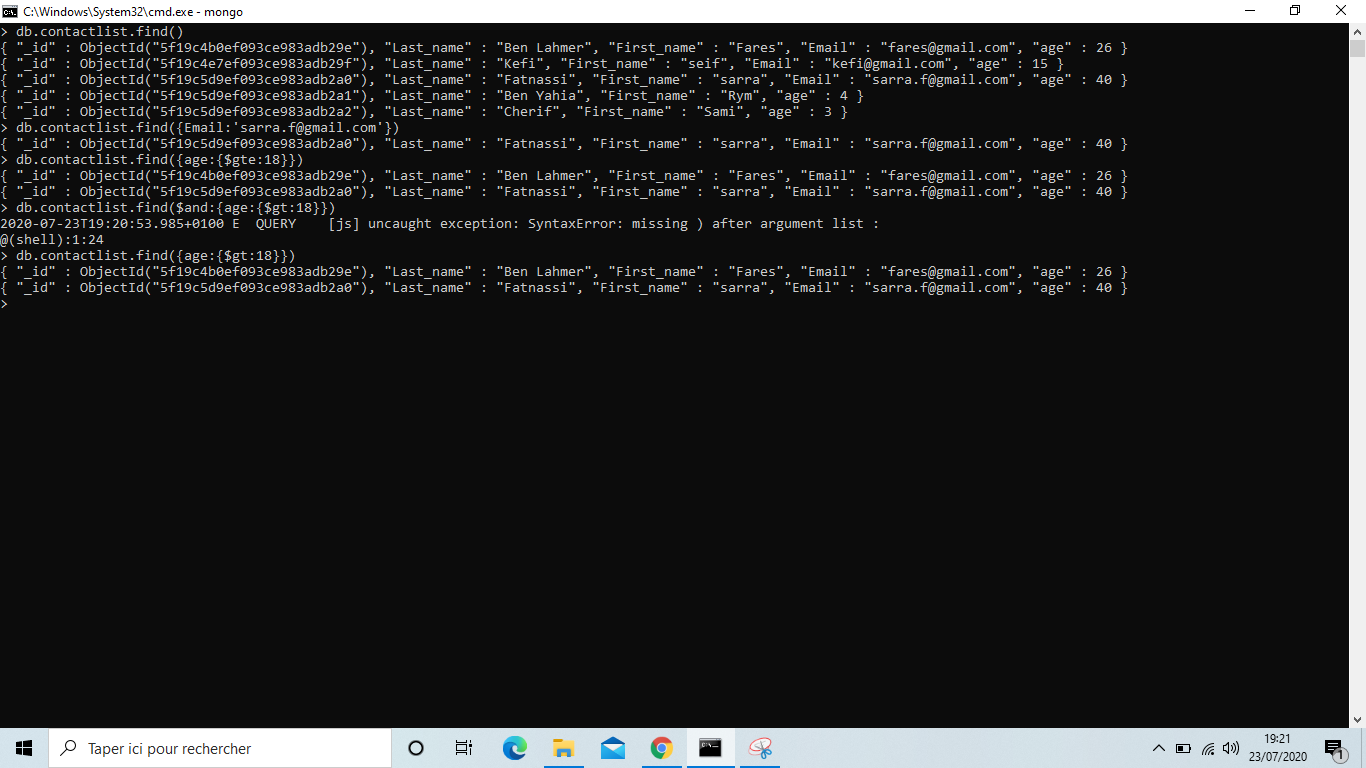 C:\Windows\System32\cmd.exe - mongo
> db.contactlist.find()
{ "_id" : ObjectId("5f19c4b0ef093ce983adb29e"), "Last_name" : "Ben Lahmer", "First_name" : "Fares", "Email" : "fares@gmail.com", "age" : 26 }
{ "_id" : ObjectId("5f19c4e7ef093ce983adb29f"), "Last_name" : "Kefi", "First_name" : "seif", "Email" : "kefi@gmail.com", "age" : 15 }
{ "_id" : ObjectId("5f19c5d9ef093ce983adb2a0"), "Last_name" : "Fatnassi", "First_name" : "sarra", "Email" : "sarra.f@gmail.com", "age" : 40 }
{ "_id" : ObjectId("5f19c5d9ef093ce983adb2a1"), "Last_name" : "Ben Yahia", "First_name" : "Rym", "age" : 4 }
{ "_id" : ObjectId("5f19c5d9ef093ce983adb2a2"), "Last_name" : "Cherif", "First_name" : "Sami", "age" : 3 }
> db.contactlist.find({Email:'sarra.f@gmail.com'})
{ "_id" : ObjectId("5f19c5d9ef093ce983adb2a0"), "Last_name" : "Fatnassi", "First_name" : "sarra", "Email" : "sarra.f@gmail.com", "age" : 40 }
> db.contactlist.find({age:{$gte:18}})
{ "_id" : ObjectId("5f19c4b0ef093ce983adb29e"), "Last_name" : "Ben Lahmer", "First_name" : "Fares", "Email" : "fares@gmail.com", "age" : 26 }
{ "_id" : ObjectId("5f19c5d9ef093ce983adb2a0"), "Last_name" : "Fatnassi", "First_name" : "sarra", "Email" : "sarra.f@gmail.com", "age" : 40 }
> db.contactlist.find($and:{age:{$gt:18}})
2020-07-23T19:20:53.985+0100 E  QUERY    [js] uncaught exception: SyntaxError: missing ) after argument list :
@(shell):1:24
> db.contactlist.find({age:{$gt:18}})
{ "_id" : ObjectId("5f19c4b0ef093ce983adb29e"), "Last_name" : "Ben Lahmer", "First_name" : "Fares", "Email" : "fares@gmail.com", "age" : 26 }
{ "_id" : ObjectId("5f19c5d9ef093ce983adb2a0"), "Last_name" : "Fatnassi", "First_name" : "sarra", "Email" : "sarra.f@gmail.com", "age" : 40 }
>
Taper ici pour rechercher
19:21
23/07/2020
1